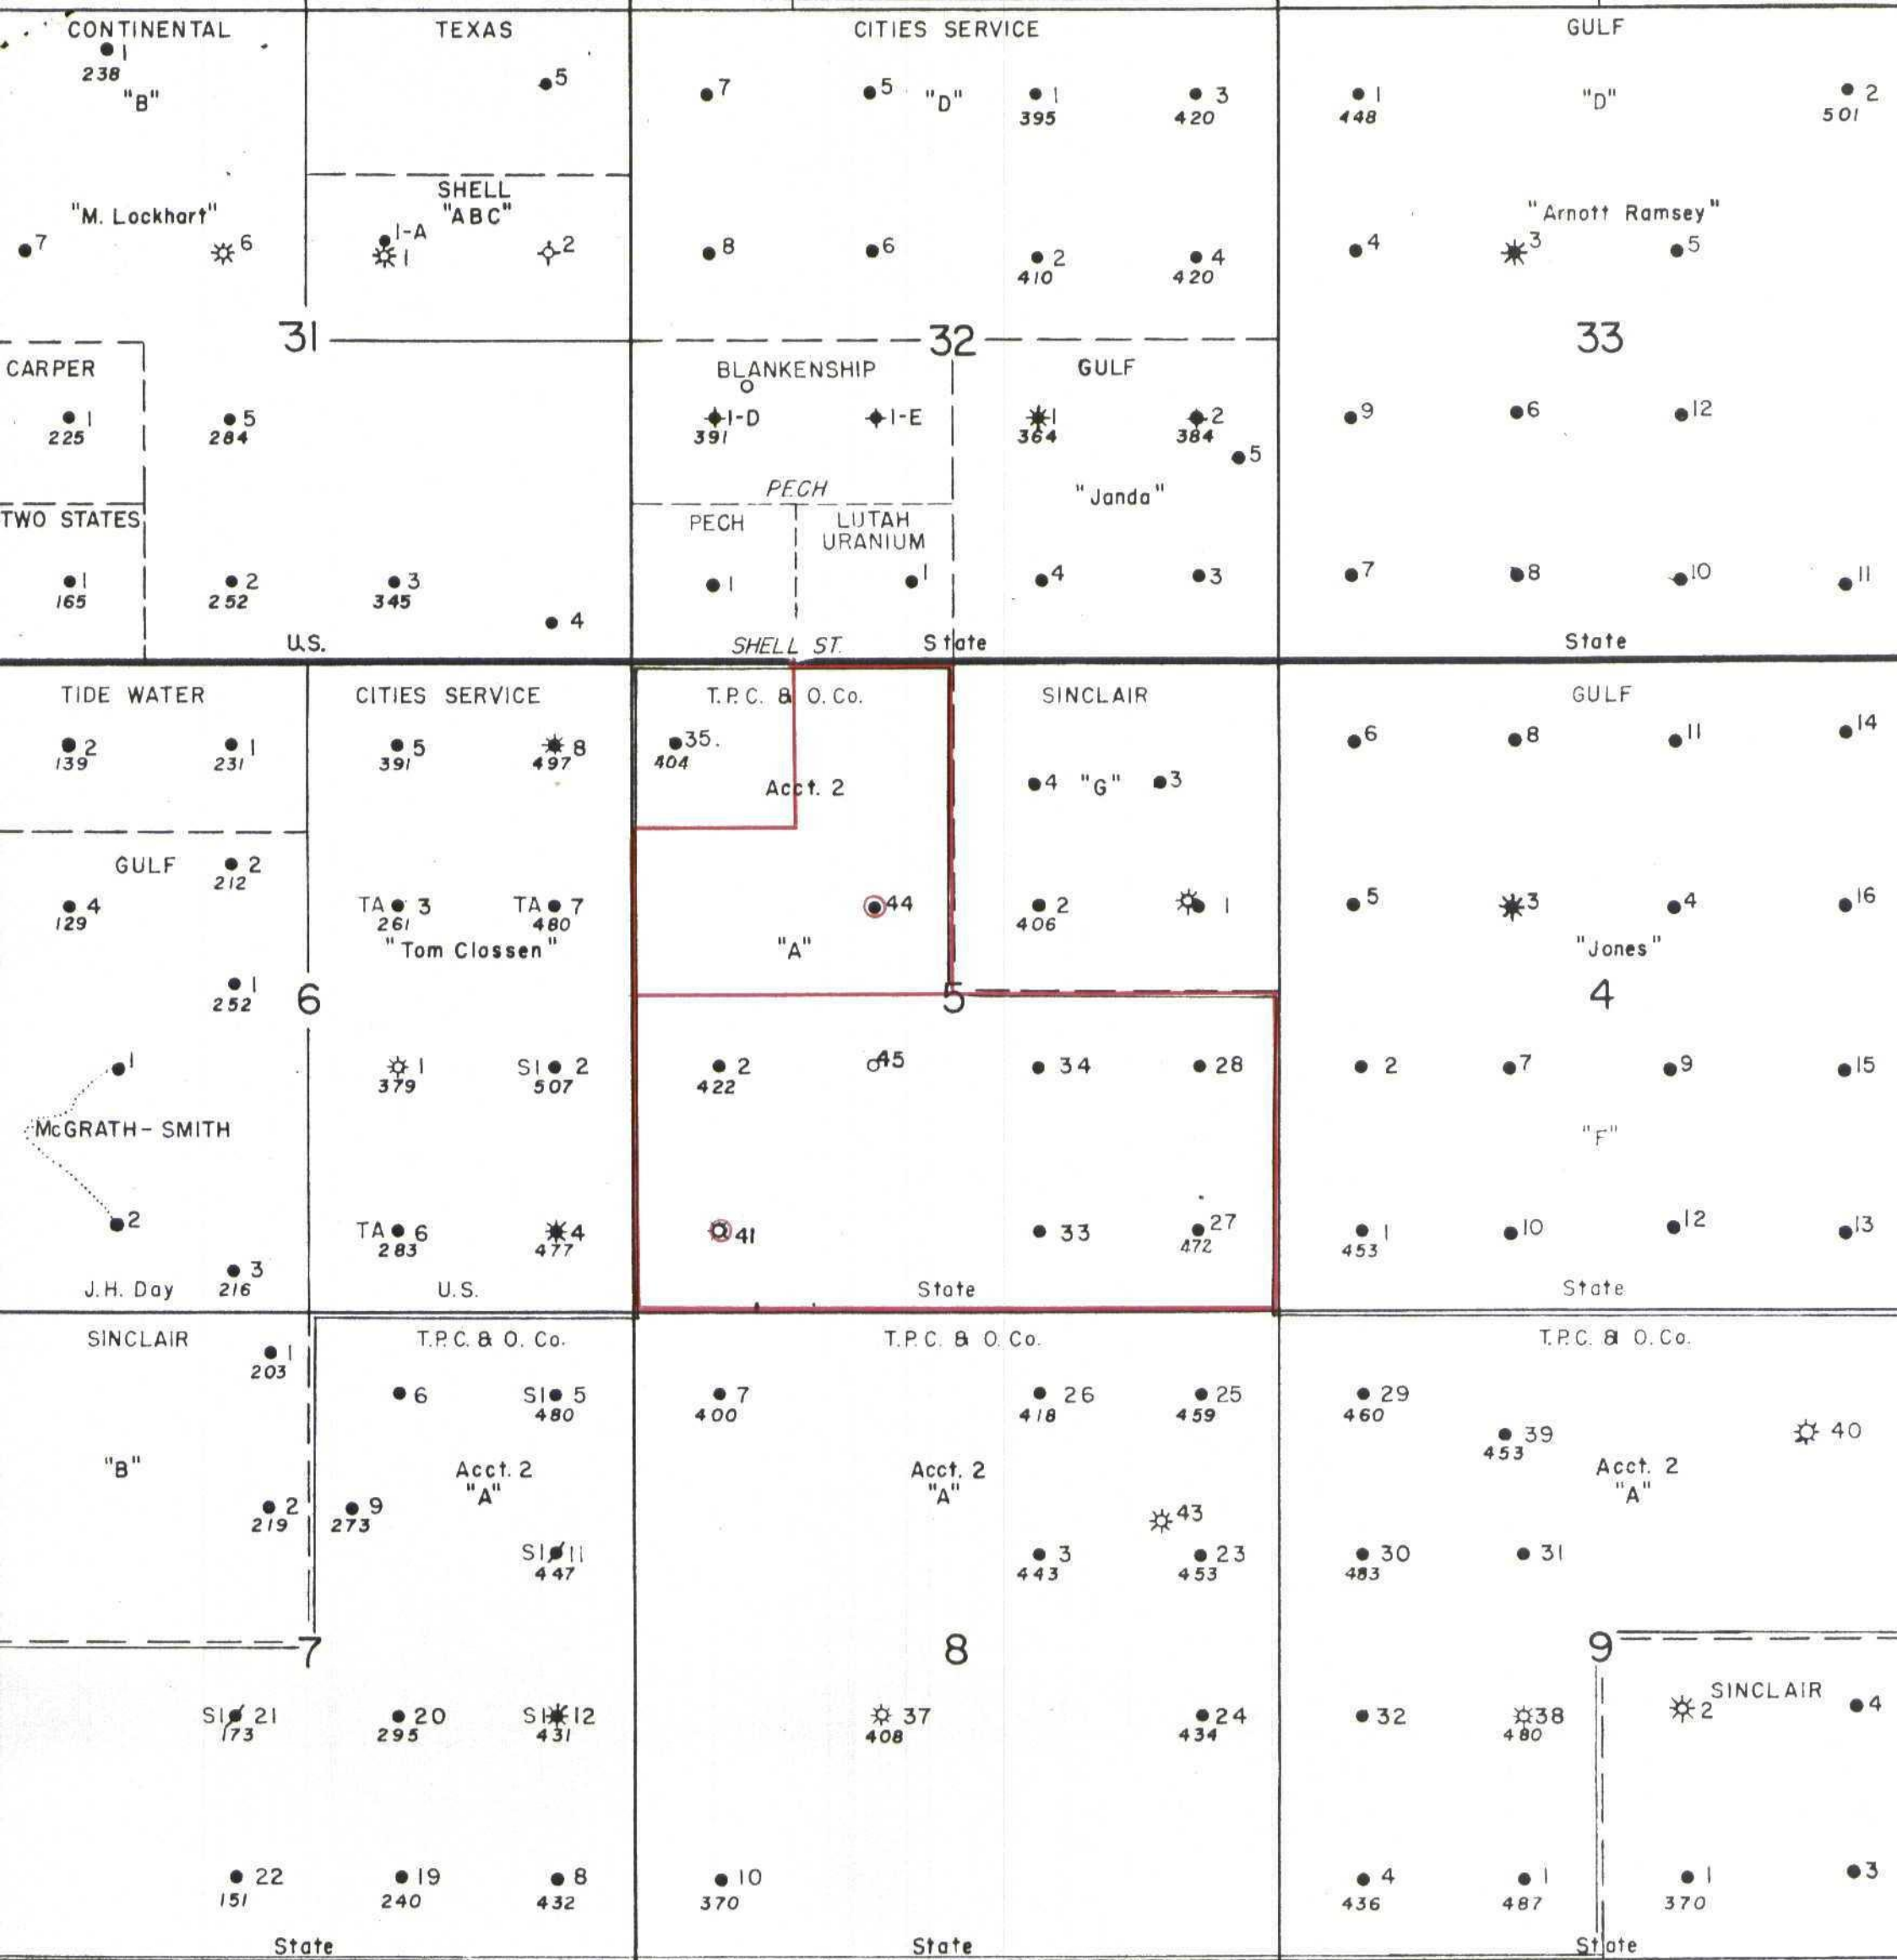 CONTINENTAL
1
238
"B"
"M. Lockhart"
7
6
TEXAS
5
SHELL
"ABC"
1-A
1
2
31
CARPER
1
225
5
284
TWO STATES
1
165
2
252
3
345
4
U.S.
CITIES SERVICE
7
5
"D"
1
395
3
420
8
6
2
410
4
420
32
BLANKENSHIP
1-D
391
1-E
PECH
PECH
1
LUTAH
URANIUM
1
SHELL ST.
State
GULF
1
364
2
384
5
"Janda"
4
3
GULF
1
448
"D"
2
501
"Arnott Ramsey"
4
3
5
33
9
6
12
7
8
10
11
State
TIDE WATER
2
139
1
231
GULF
2
212
4
129
1
252
6
1
McGRATH-SMITH
2
3
216
J.H. Day
CITIES SERVICE
5
391
8
497
TA 3
261
TA 7
480
"Tom Clossen"
1
379
SI 2
507
TA 6
283
4
477
U.S.
T.P.C. & O. Co.
35.
404
Acct. 2
44
"A"
5
SINCLAIR
4 "G" 3
2
406
1
2
422
45
34
28
41
33
27
472
State
GULF
6
8
11
14
5
3
4
16
"Jones"
4
2
7
9
15
"F"
1
453
10
12
13
State
SINCLAIR
1
203
"B"
2
219
T.P.C. & O. Co.
6
SI 5
480
Acct. 2
"A"
9
273
SI 11
447
7
SI 21
173
20
295
SI 12
431
22
151
19
240
8
432
State
T.P.C. & O. Co.
7
400
26
418
25
459
Acct. 2
"A"
43
3
443
23
453
8
37
408
24
434
10
370
State
T.P.C. & O. Co.
29
460
39
453
40
Acct. 2
"A"
30
483
31
9
32
38
480
SINCLAIR
2
4
4
436
1
487
1
370
3
State